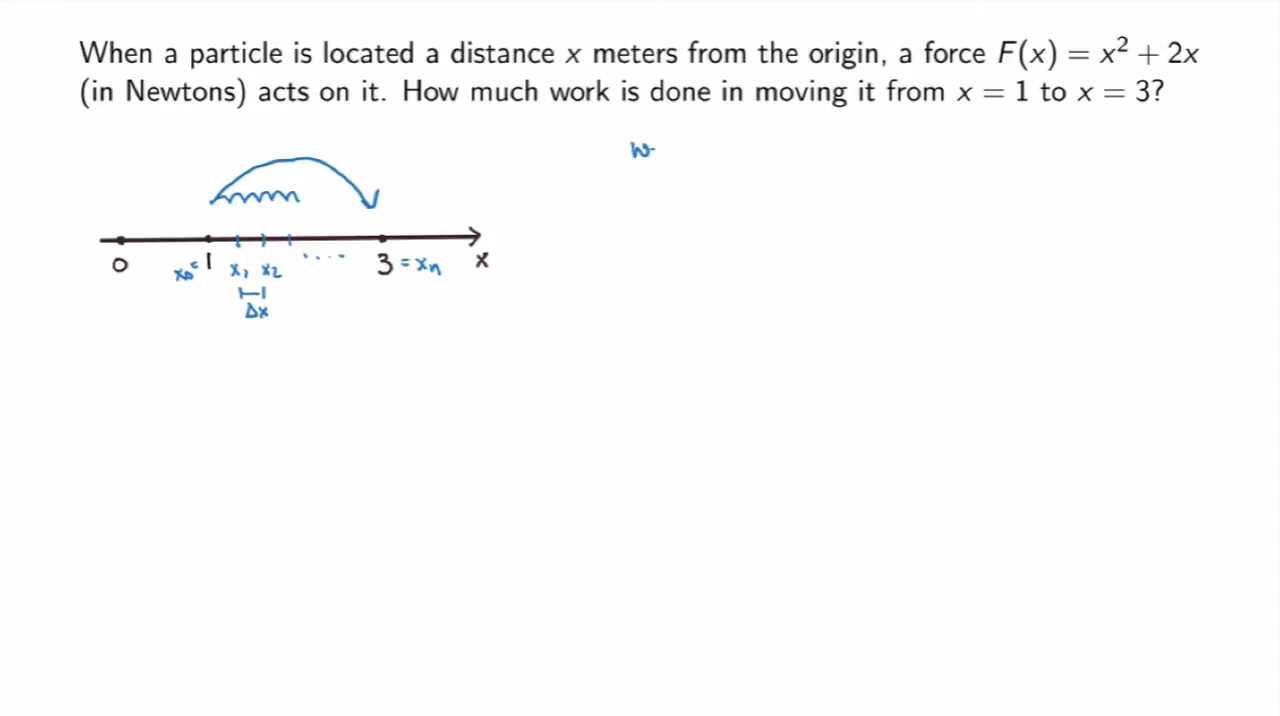 When a particle is located a distance x meters from the origin, a force F(x) = x² + 2x
(in Newtons) acts on it. How much work is done in moving it from x = 1 to x = 3?
W
0 x₀ = 1 x₁ x₂ .... 3 = xₙ x
Δx